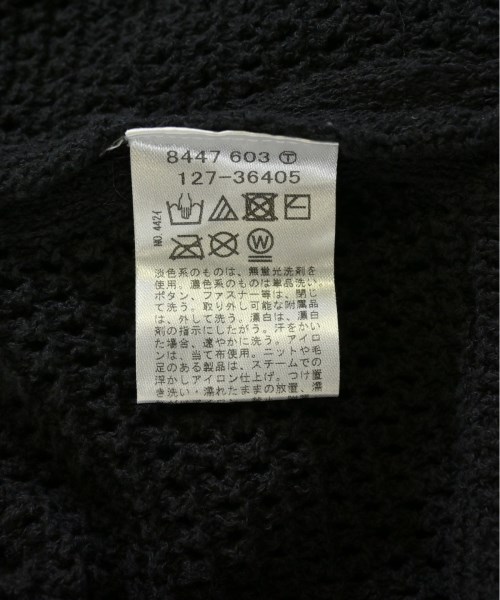 8447 603 Ⓣ
127-36405
NO.442イ
W
淡色系のものは、無蛍光洗剤を
使用。濃色系のものは単品洗い。
ボタン、ファスナー等は、閉じ
て洗う。取り外し可能な附属品
は、外して洗う。漂白は、漂白
剤の指示にしたがう。汗をかい
た場合、速やかに洗う。アイロ
ンは、当て布使用。ニットや毛
足のある製品は、スチームでの
浮かしアイロン仕上げ。つけ置
き洗い・濡れたままの放置、濡